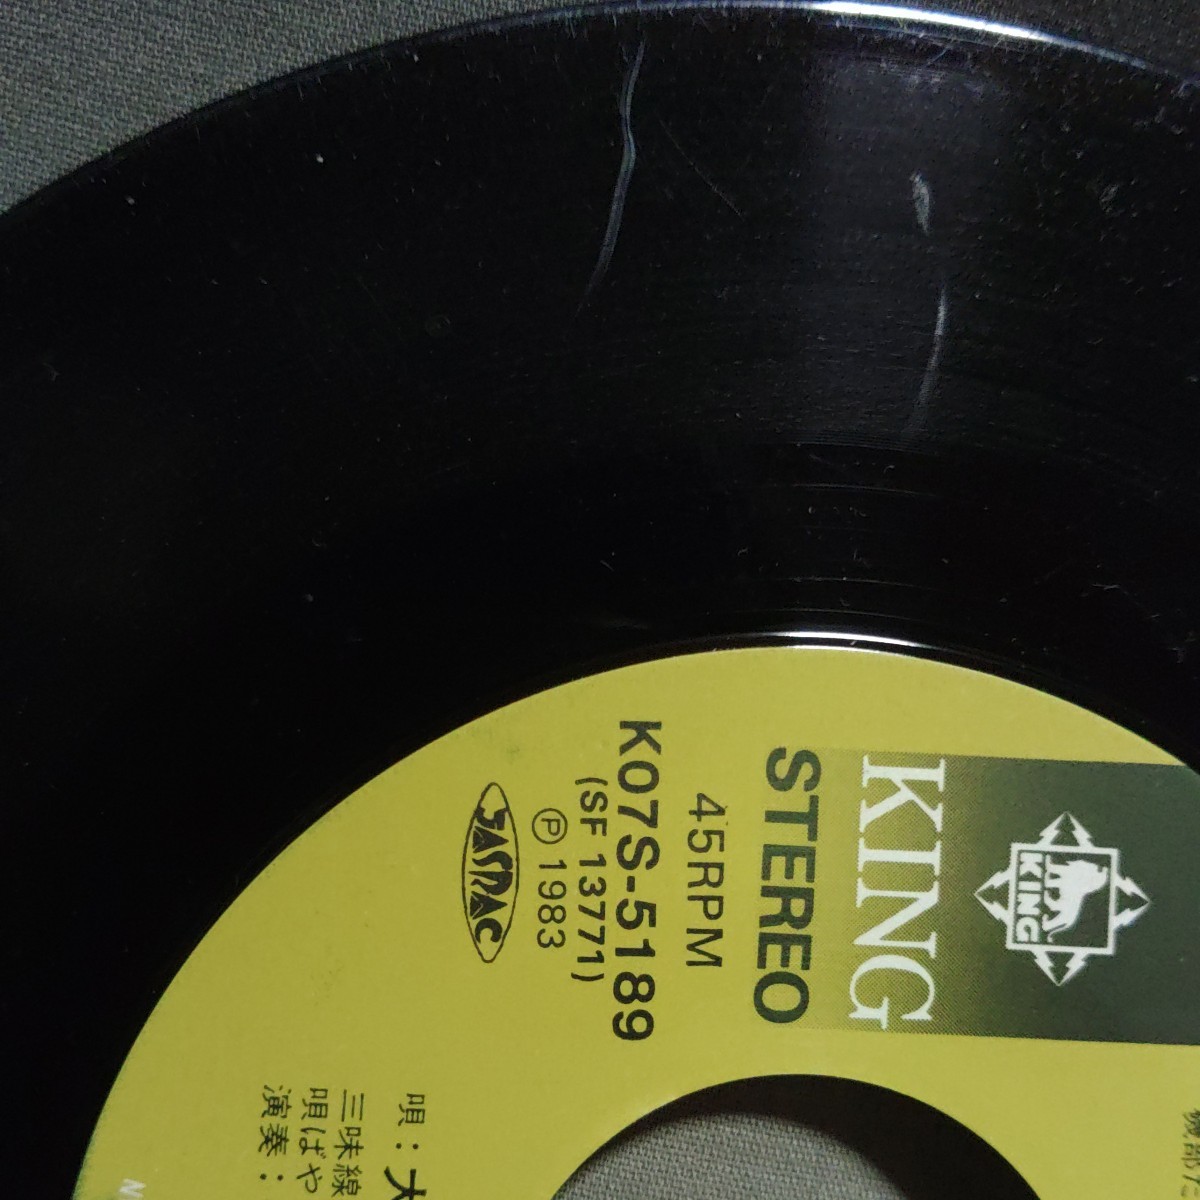 KING
KING
STEREO
45RPM
K07S-5189
(SF 13771)
Ⓟ 1983
JASRAC
唄:
三味線
唄ばや
演奏:
N